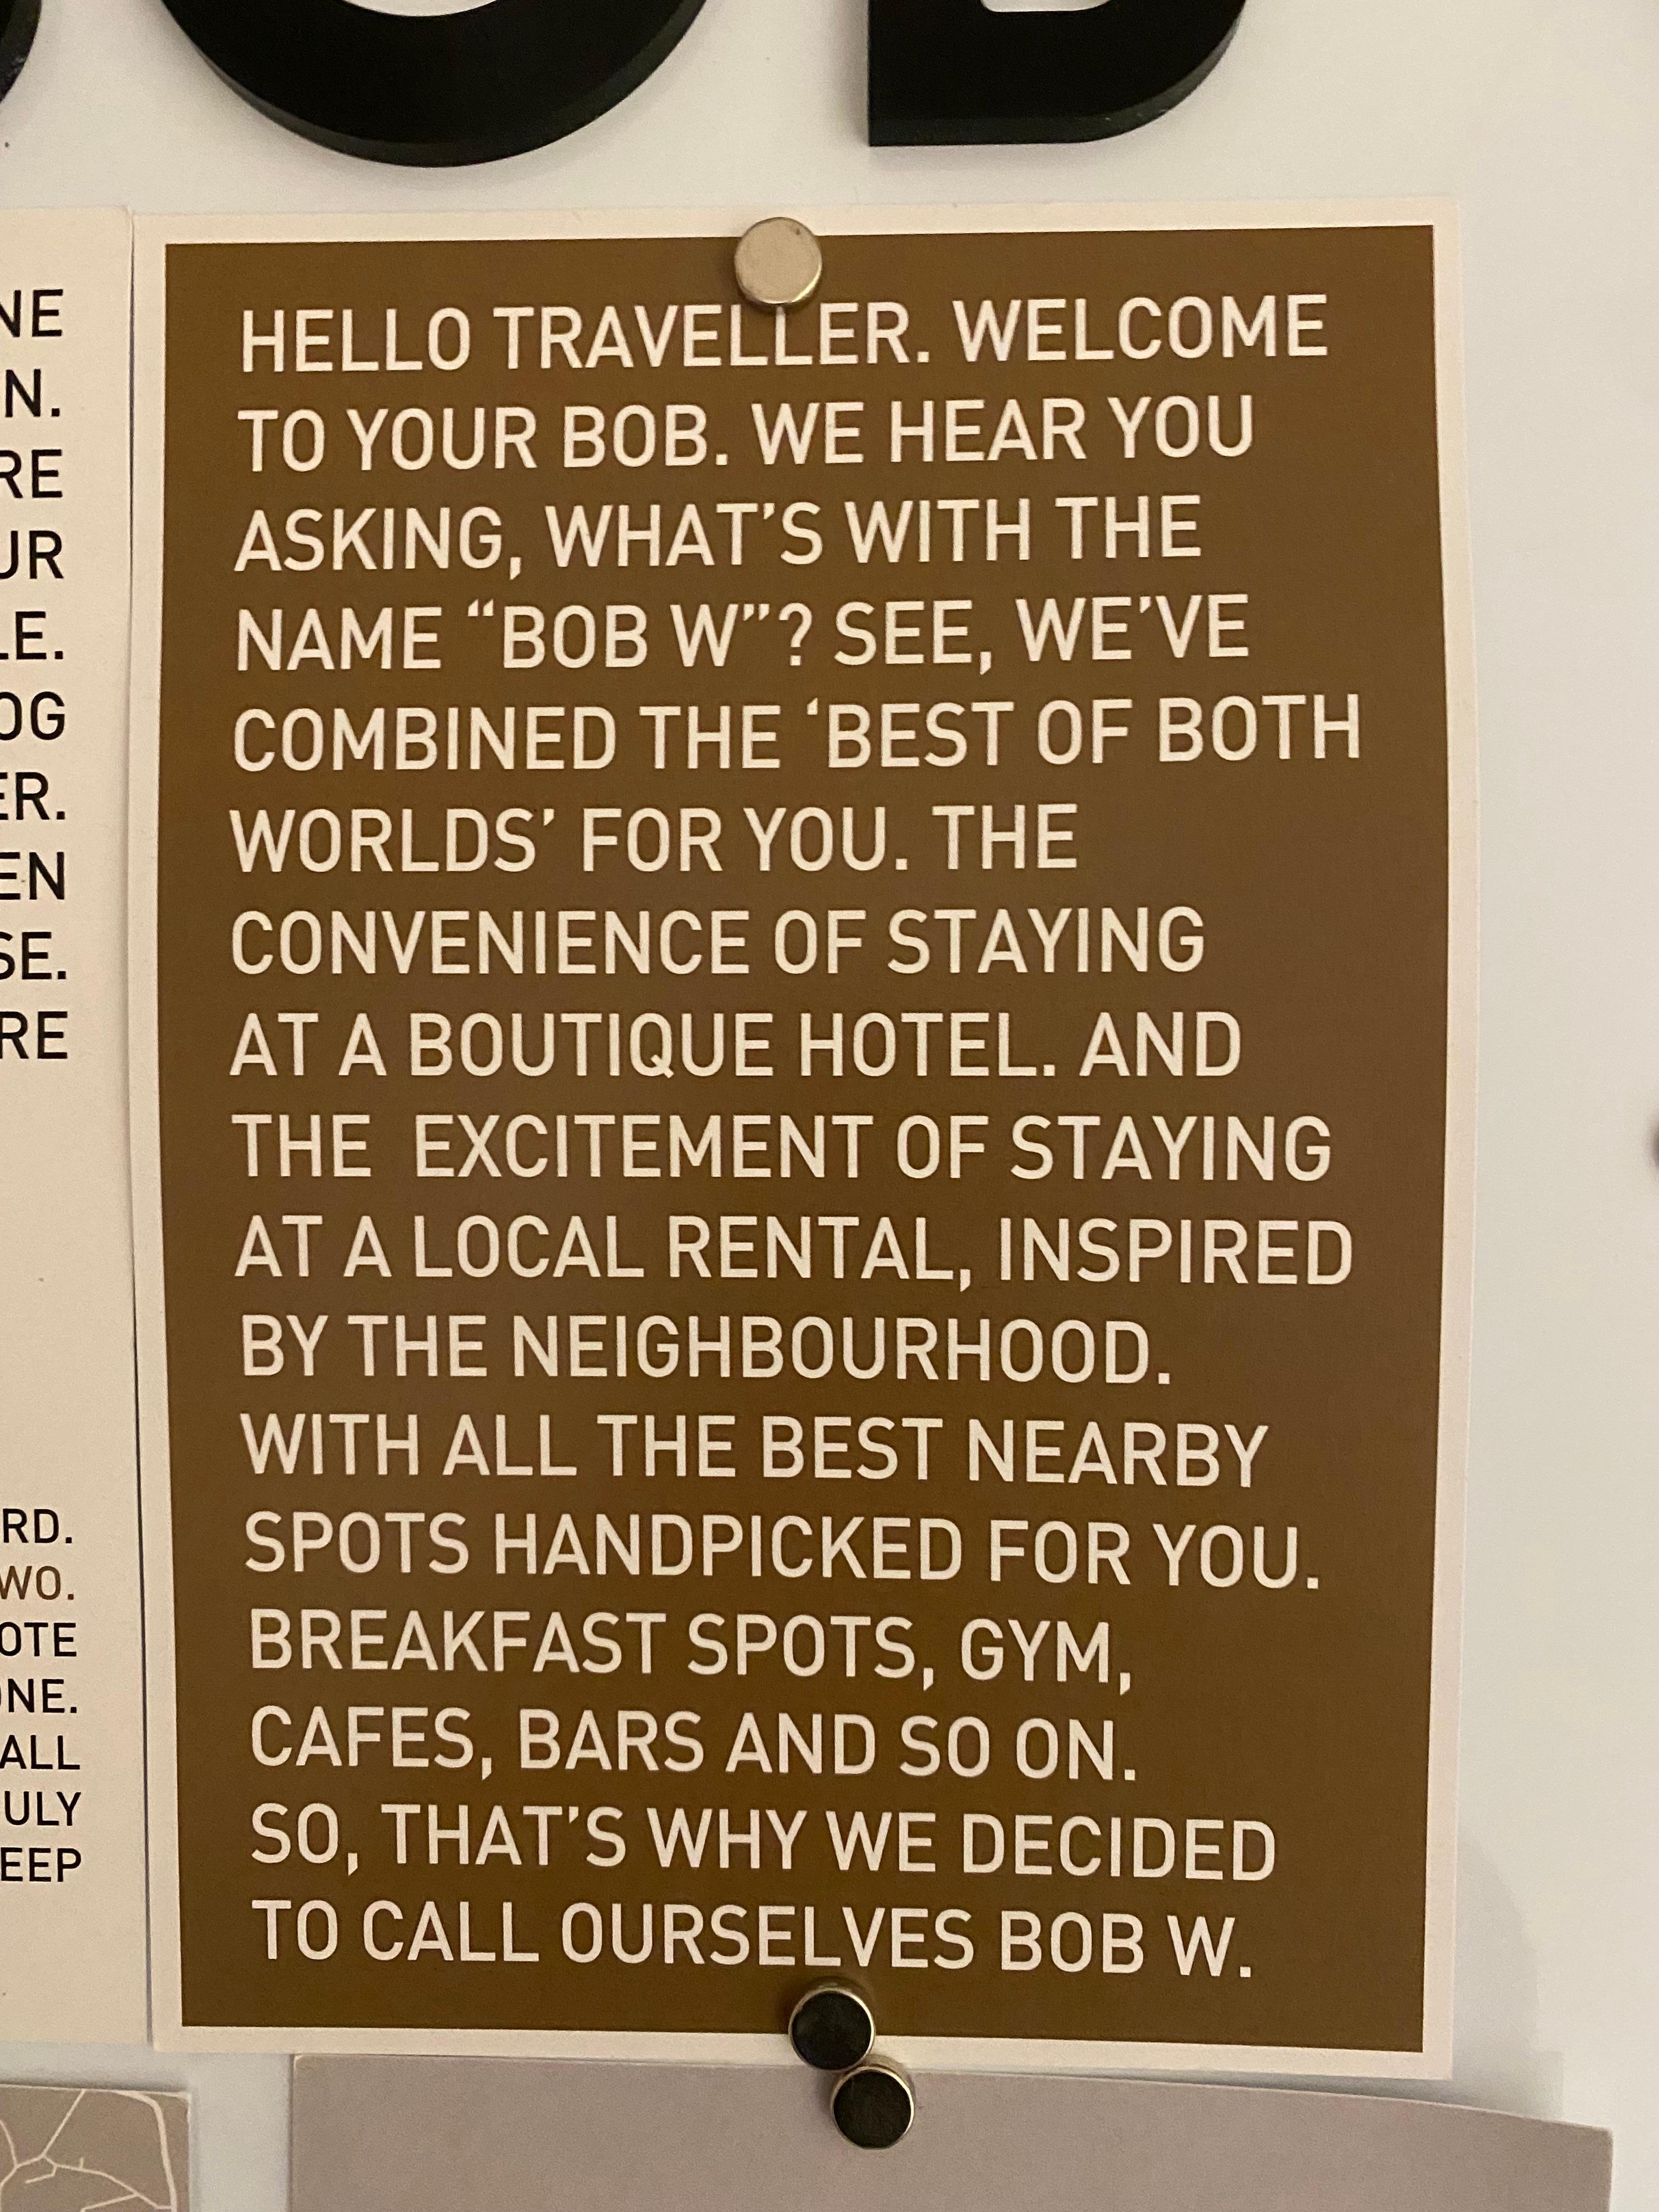 HELLO TRAVELLER. WELCOME
TO YOUR BOB. WE HEAR YOU
ASKING, WHAT'S WITH THE
NAME “BOB W”? SEE, WE'VE
COMBINED THE ‘BEST OF BOTH
WORLDS’ FOR YOU. THE
CONVENIENCE OF STAYING
AT A BOUTIQUE HOTEL. AND
THE EXCITEMENT OF STAYING
AT A LOCAL RENTAL, INSPIRED
BY THE NEIGHBOURHOOD.
WITH ALL THE BEST NEARBY
SPOTS HANDPICKED FOR YOU.
BREAKFAST SPOTS, GYM,
CAFES, BARS AND SO ON.
SO, THAT'S WHY WE DECIDED
TO CALL OURSELVES BOB W.